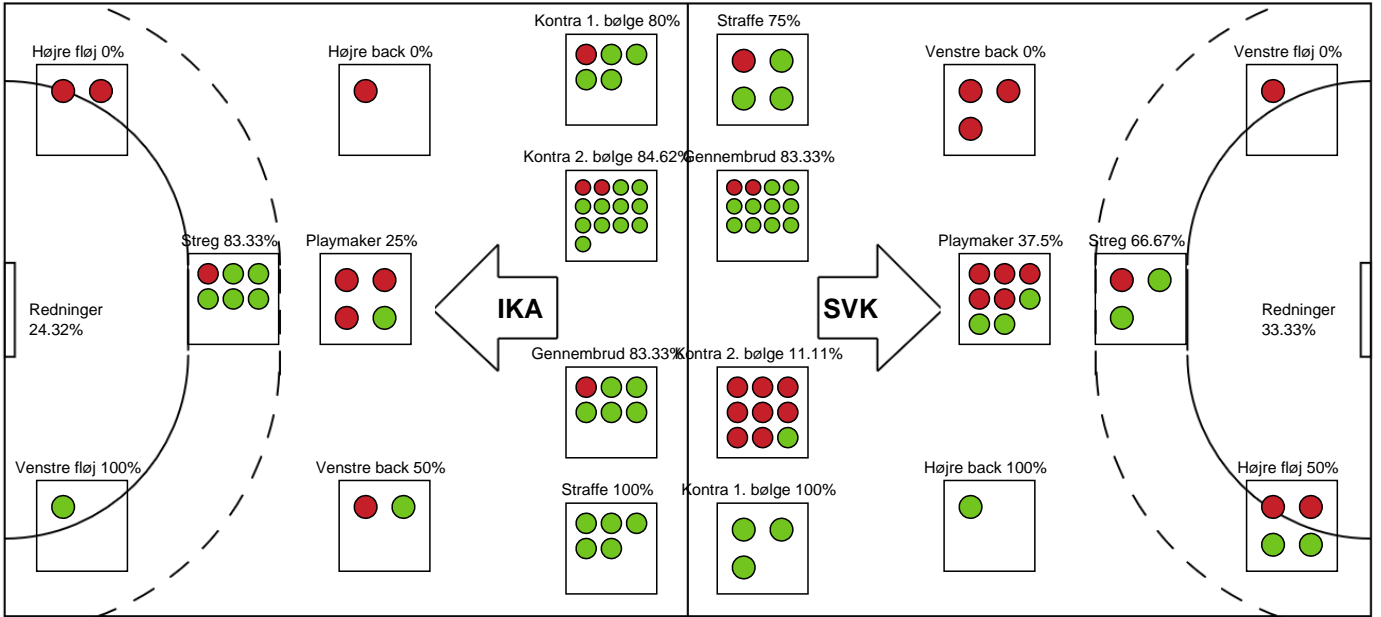 Kontra 1. bølge 80%
Straffe 75%
Højre fløj 0%
Højre back 0%
Venstre back 0%
Venstre fløj 0%
Kontra 2. bølge 84.62%
Gennembrud 83.33%
Streg 83.33%
Playmaker 25%
Playmaker 37.5%
Streg 66.67%
IKA
SVK
Redninger
24.32%
Redninger
33.33%
Gennembrud 83.33%
Kontra 2. bølge 11.11%
Venstre fløj 100%
Venstre back 50%
Højre back 100%
Højre fløj 50%
Straffe 100%
Kontra 1. bølge 100%